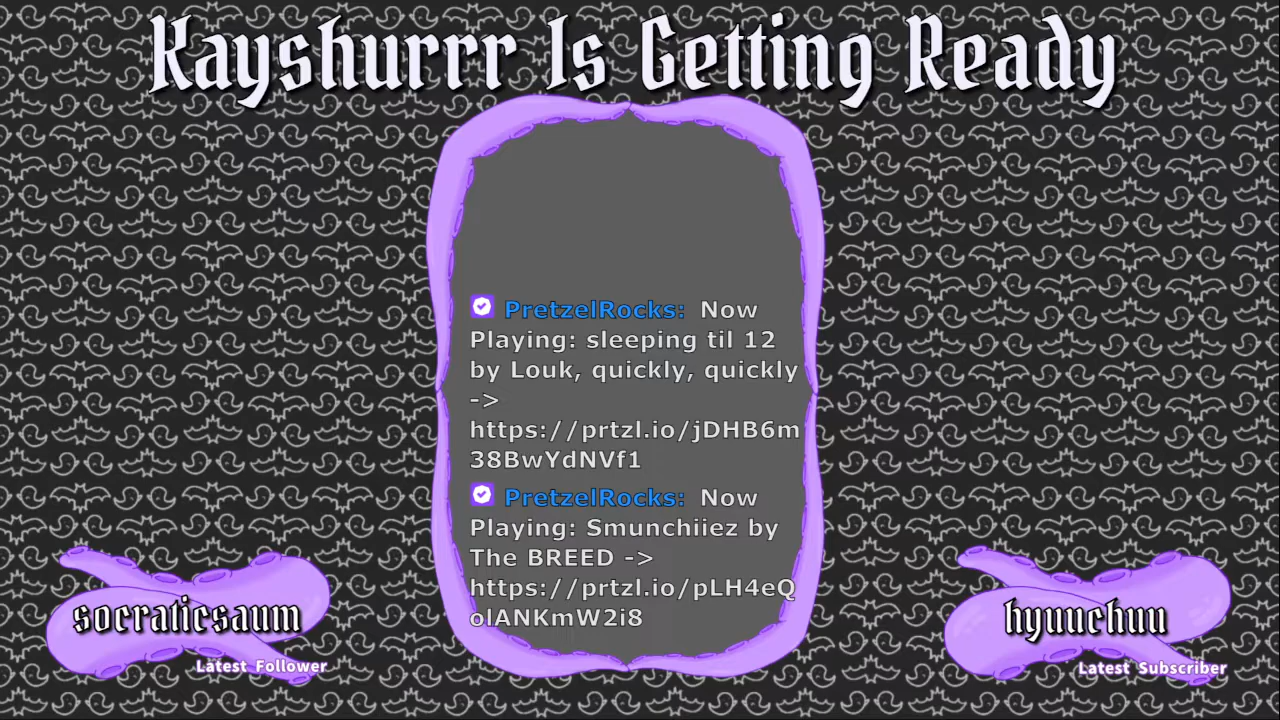 Kayshurrr Is Getting Ready
PretzelRocks: Now
Playing: sleeping til 12
by Louk, quickly, quickly
->
https://prtzl.io/jDHB6m
38BwYdNVf1
PretzelRocks: Now
Playing: Smunchiiez by
The BREED ->
https://prtzl.io/pLH4eQ
olANKmW2i8
socraticsaum
Latest Follower
hyuuchuu
Latest Subscriber